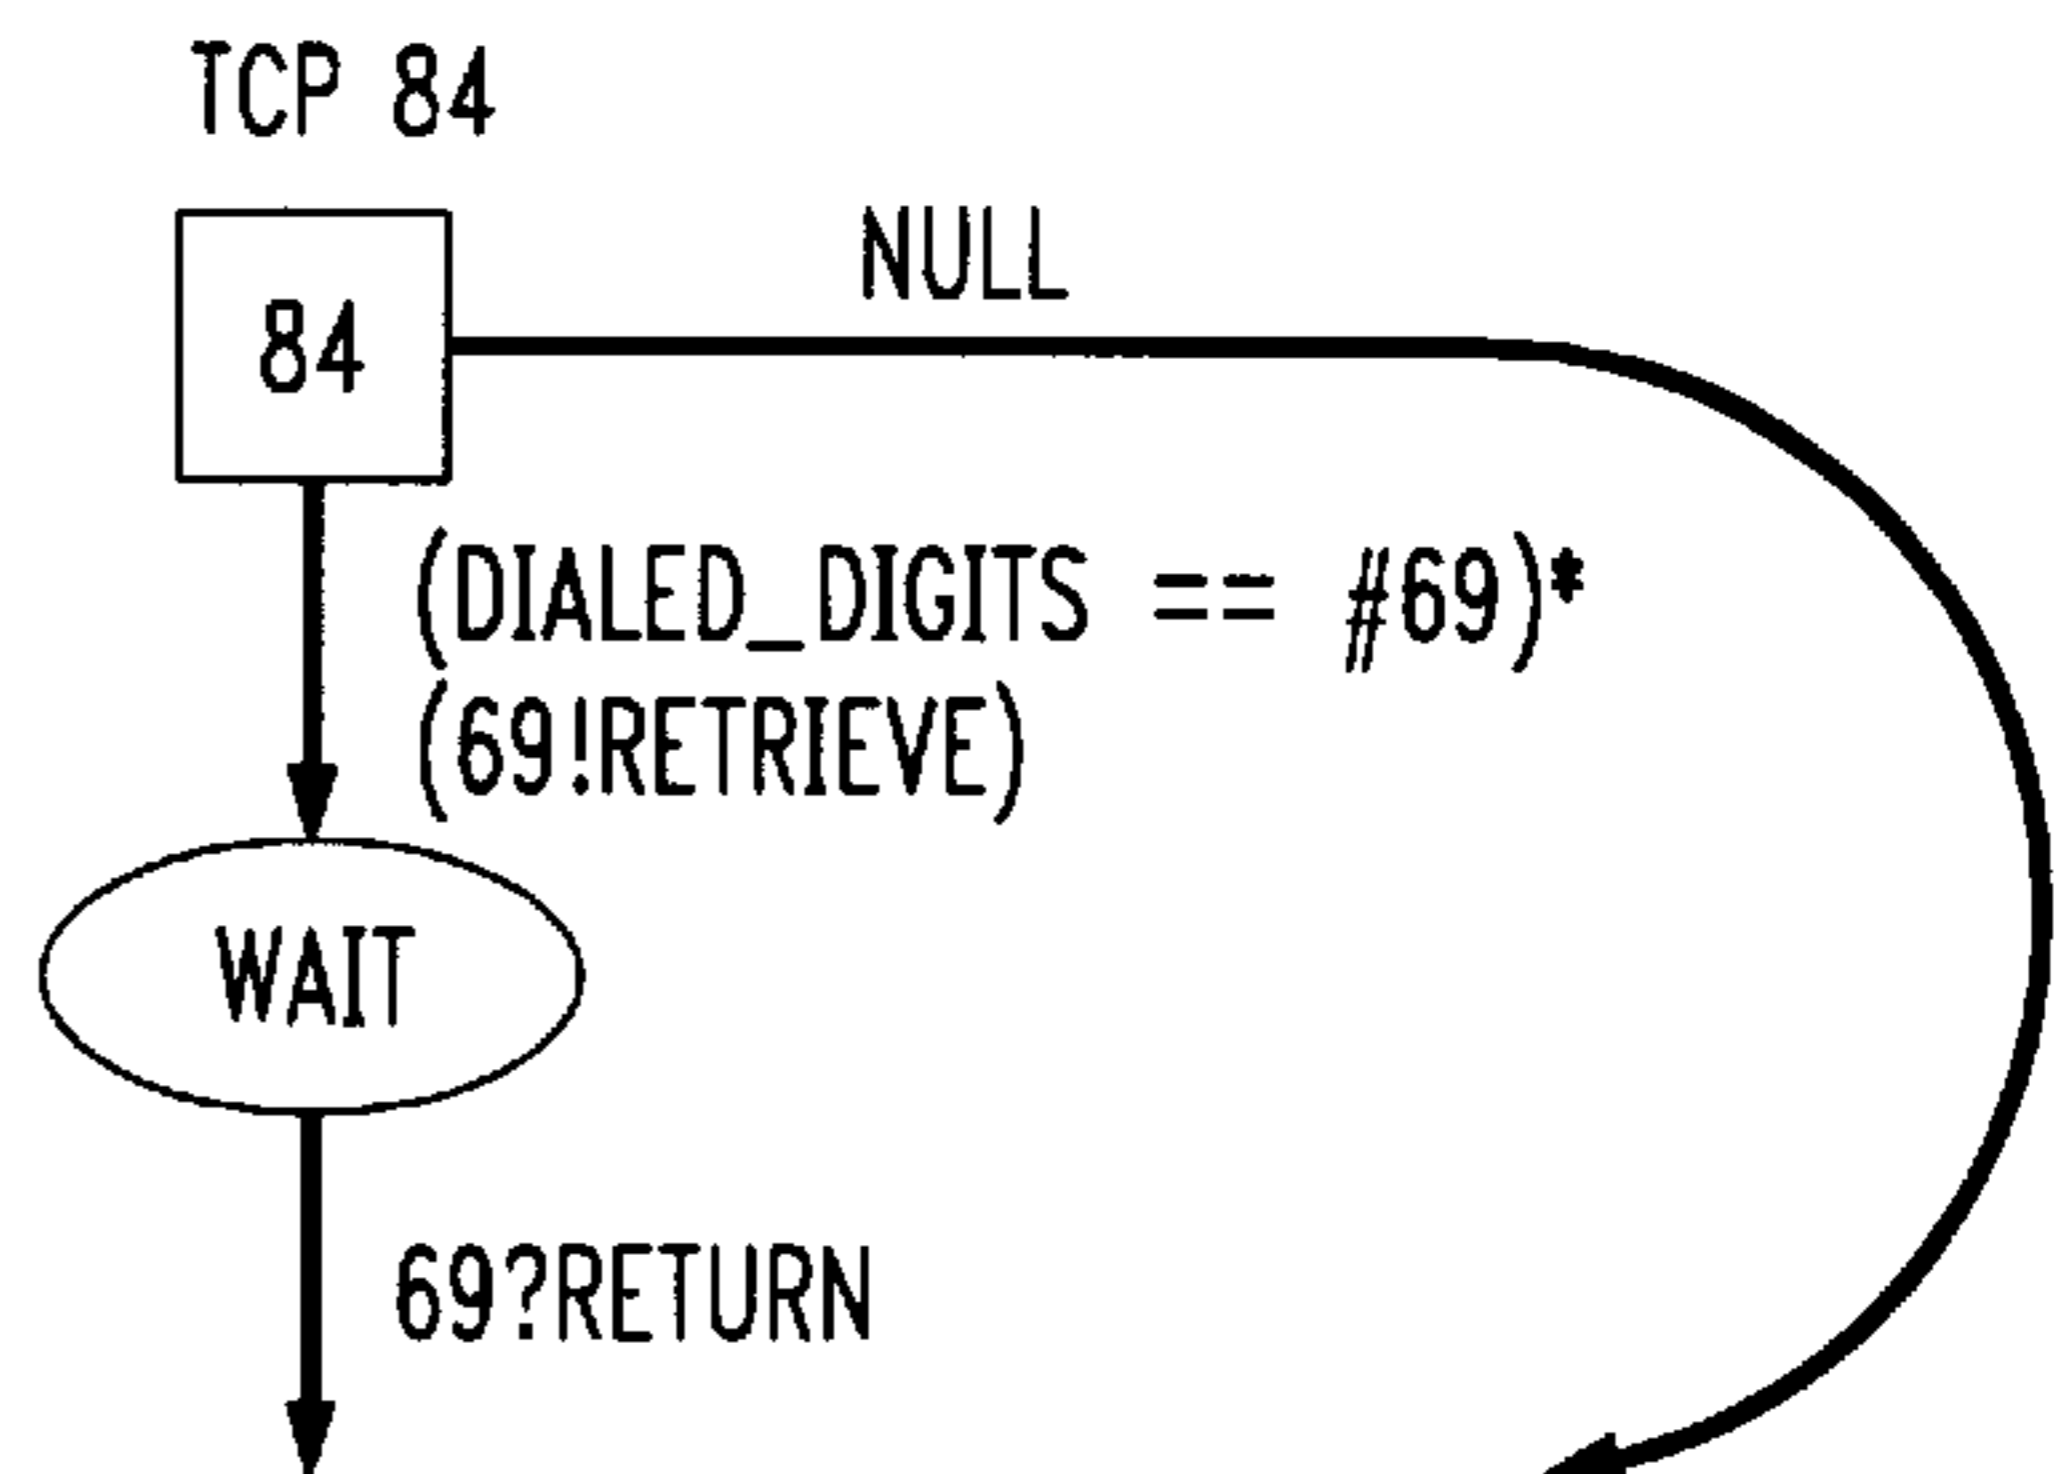 TCP 84
NULL
84
(DIALED_DIGITS == #69)*
(69!RETRIEVE)
WAIT
69?RETURN